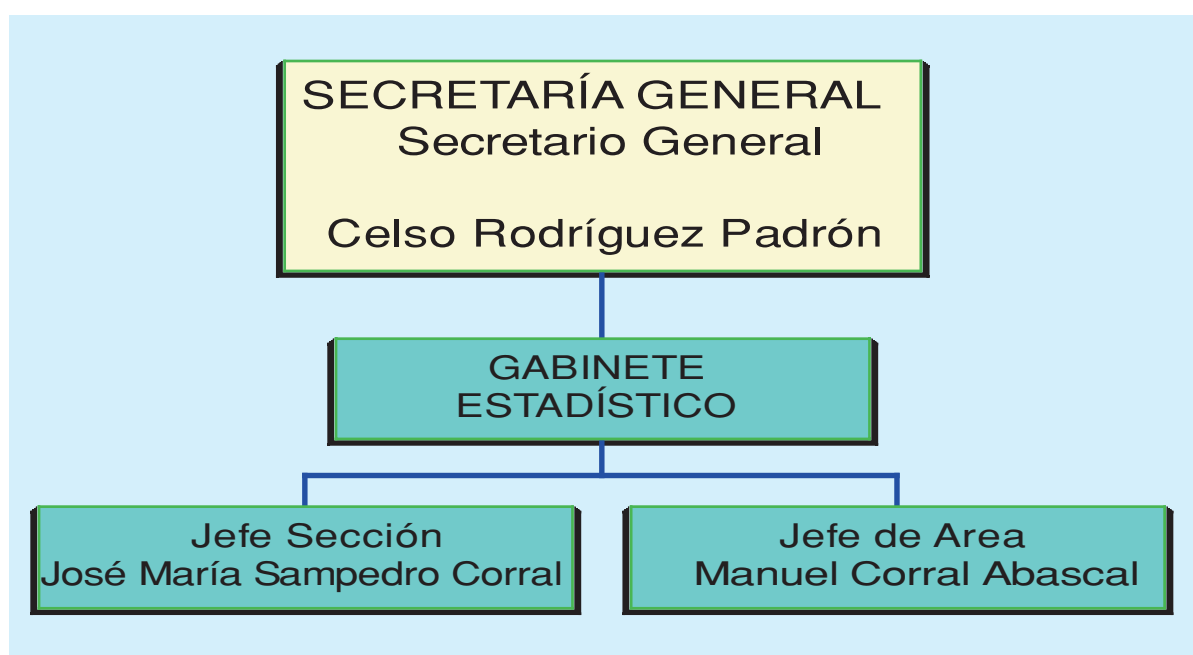 SECRETARÍA GENERAL
Secretario General
Celso Rodríguez Padrón
GABINETE
ESTADÍSTICO
Jefe Sección
José María Sampedro Corral
Jefe de Area
Manuel Corral Abascal